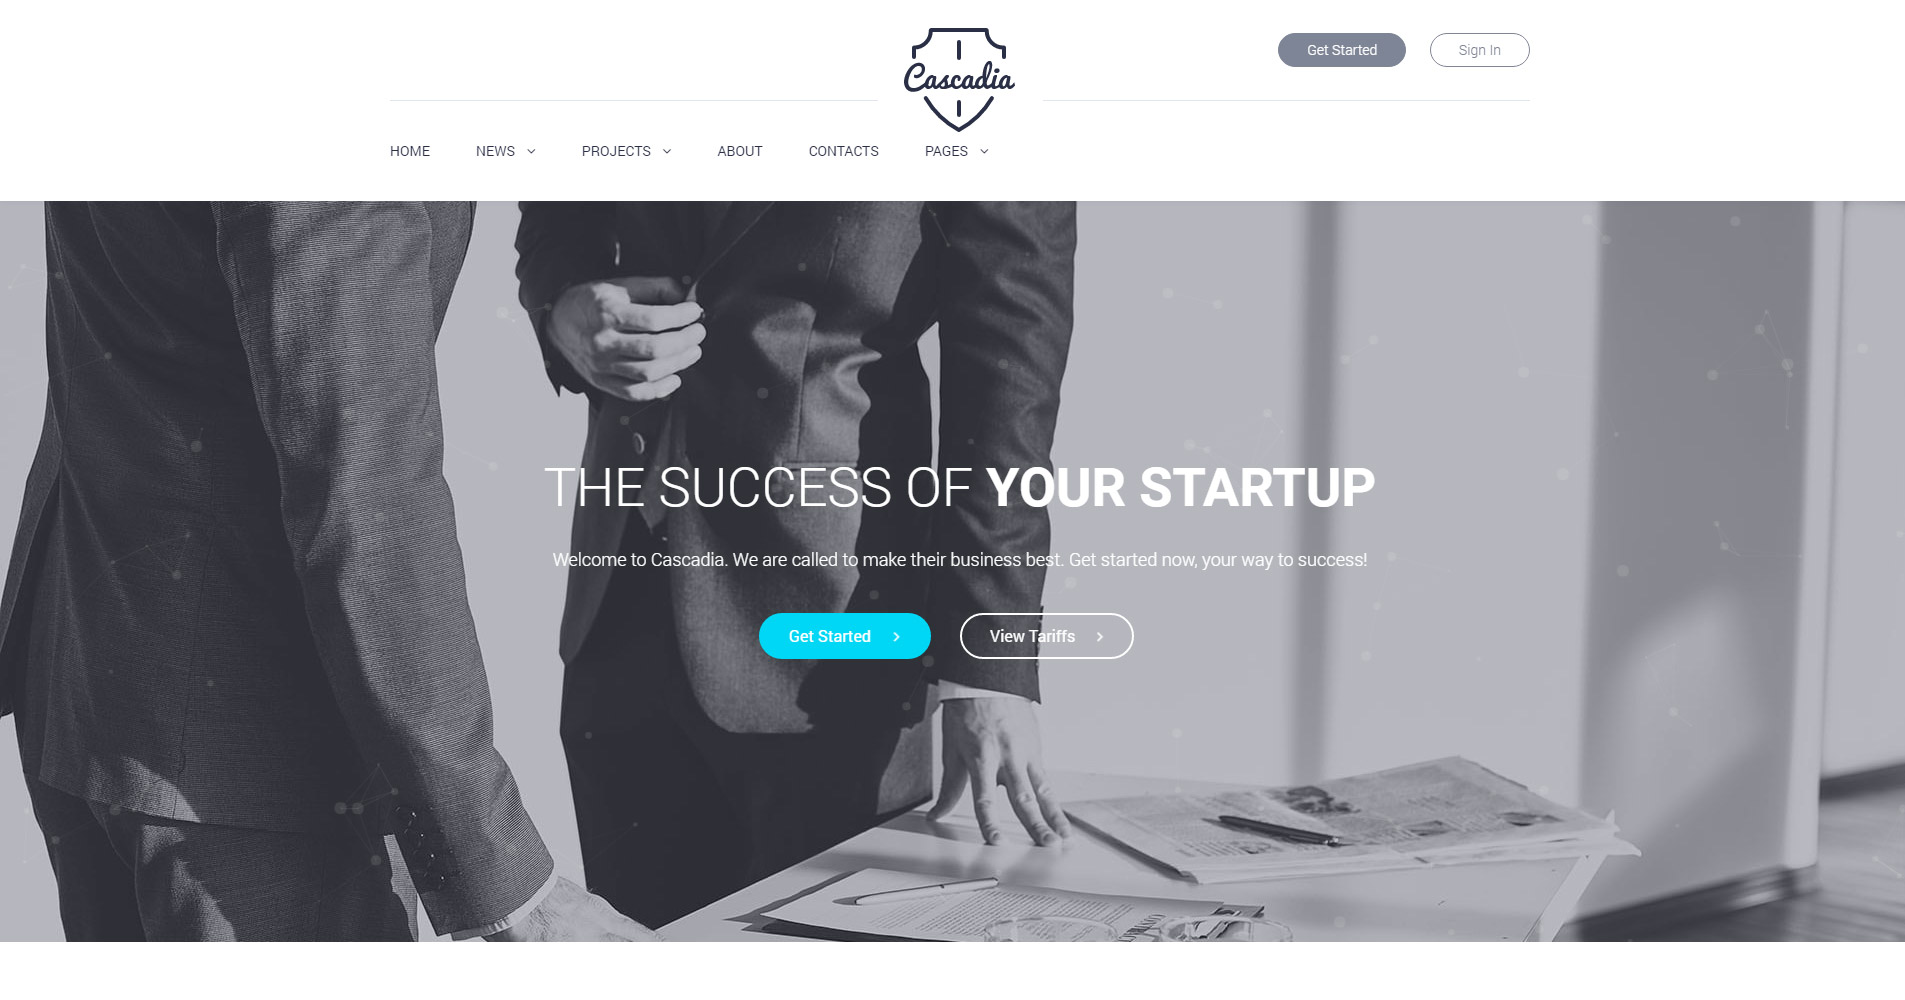 Cascadia
Get Started
Sign In
HOME
NEWS
PROJECTS
ABOUT
CONTACTS
PAGES
THE SUCCESS OF YOUR STARTUP
Welcome to Cascadia. We are called to make their business best. Get started now, your way to success!
Get Started
View Tariffs